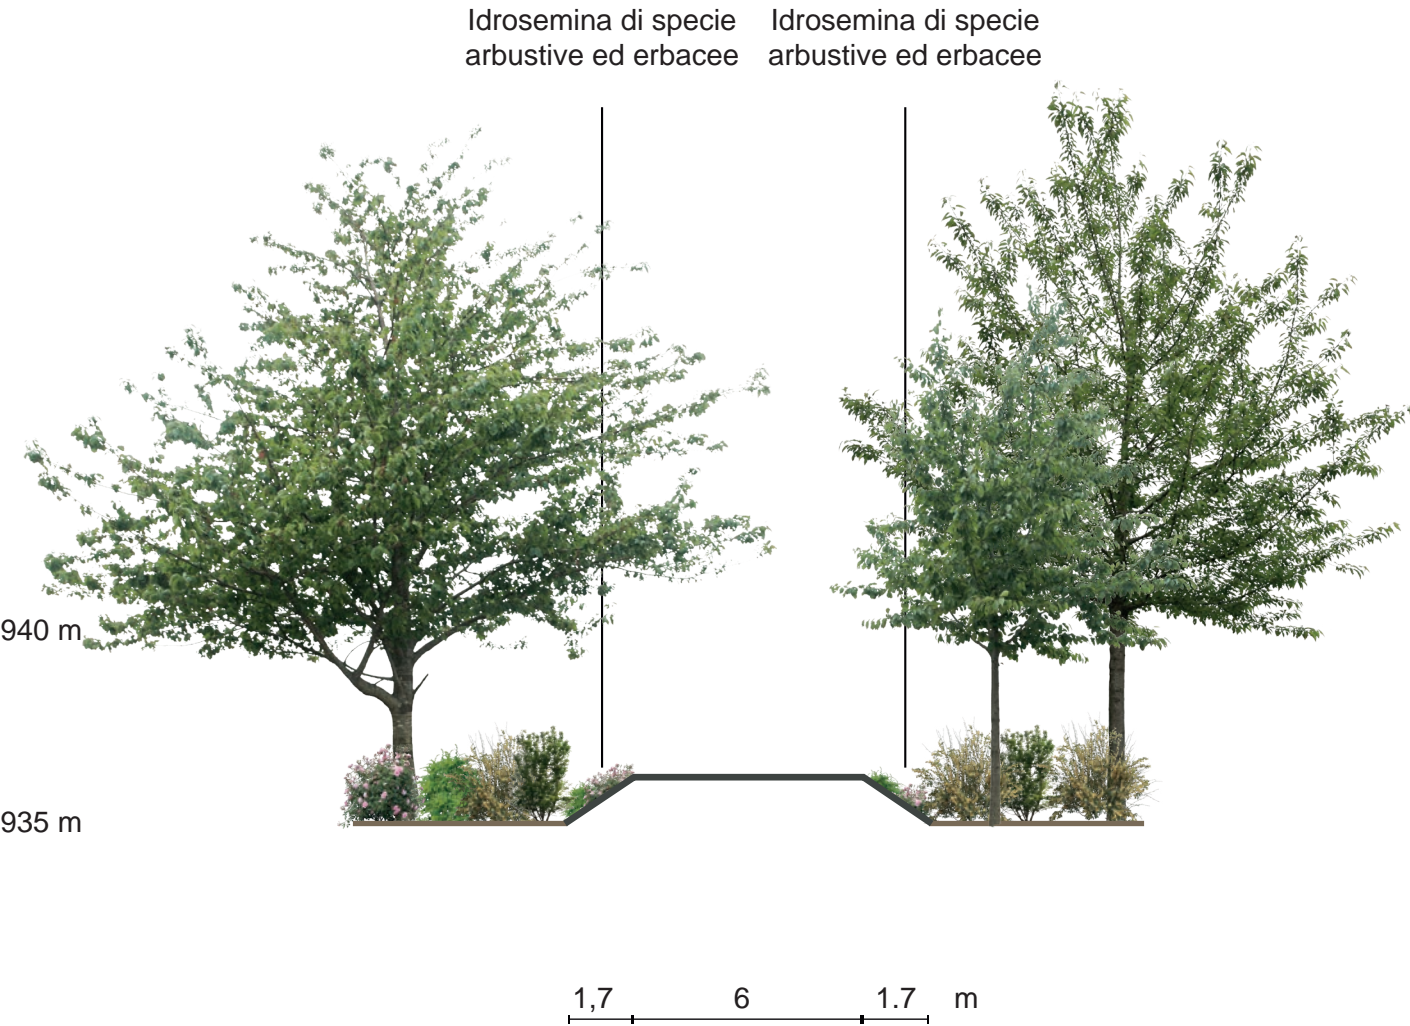 Idrosemina di specie
arbustive ed erbacee
Idrosemina di specie
arbustive ed erbacee
940 m
935 m
1,7 6 1.7 m